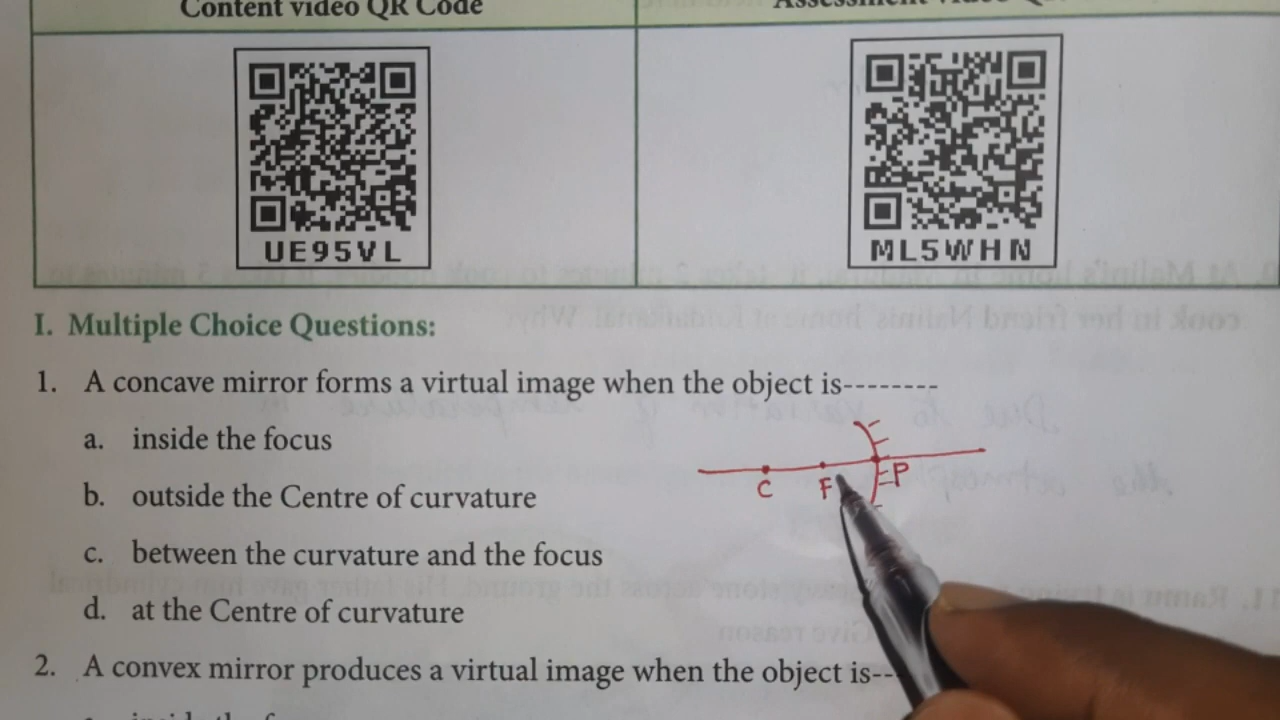 Content video QR Code
UE95VL
ML5WHN
I. Multiple Choice Questions:
1. A concave mirror forms a virtual image when the object is--------
a. inside the focus
b. outside the Centre of curvature
c. between the curvature and the focus
d. at the Centre of curvature
C F P
2. A convex mirror produces a virtual image when the object is--